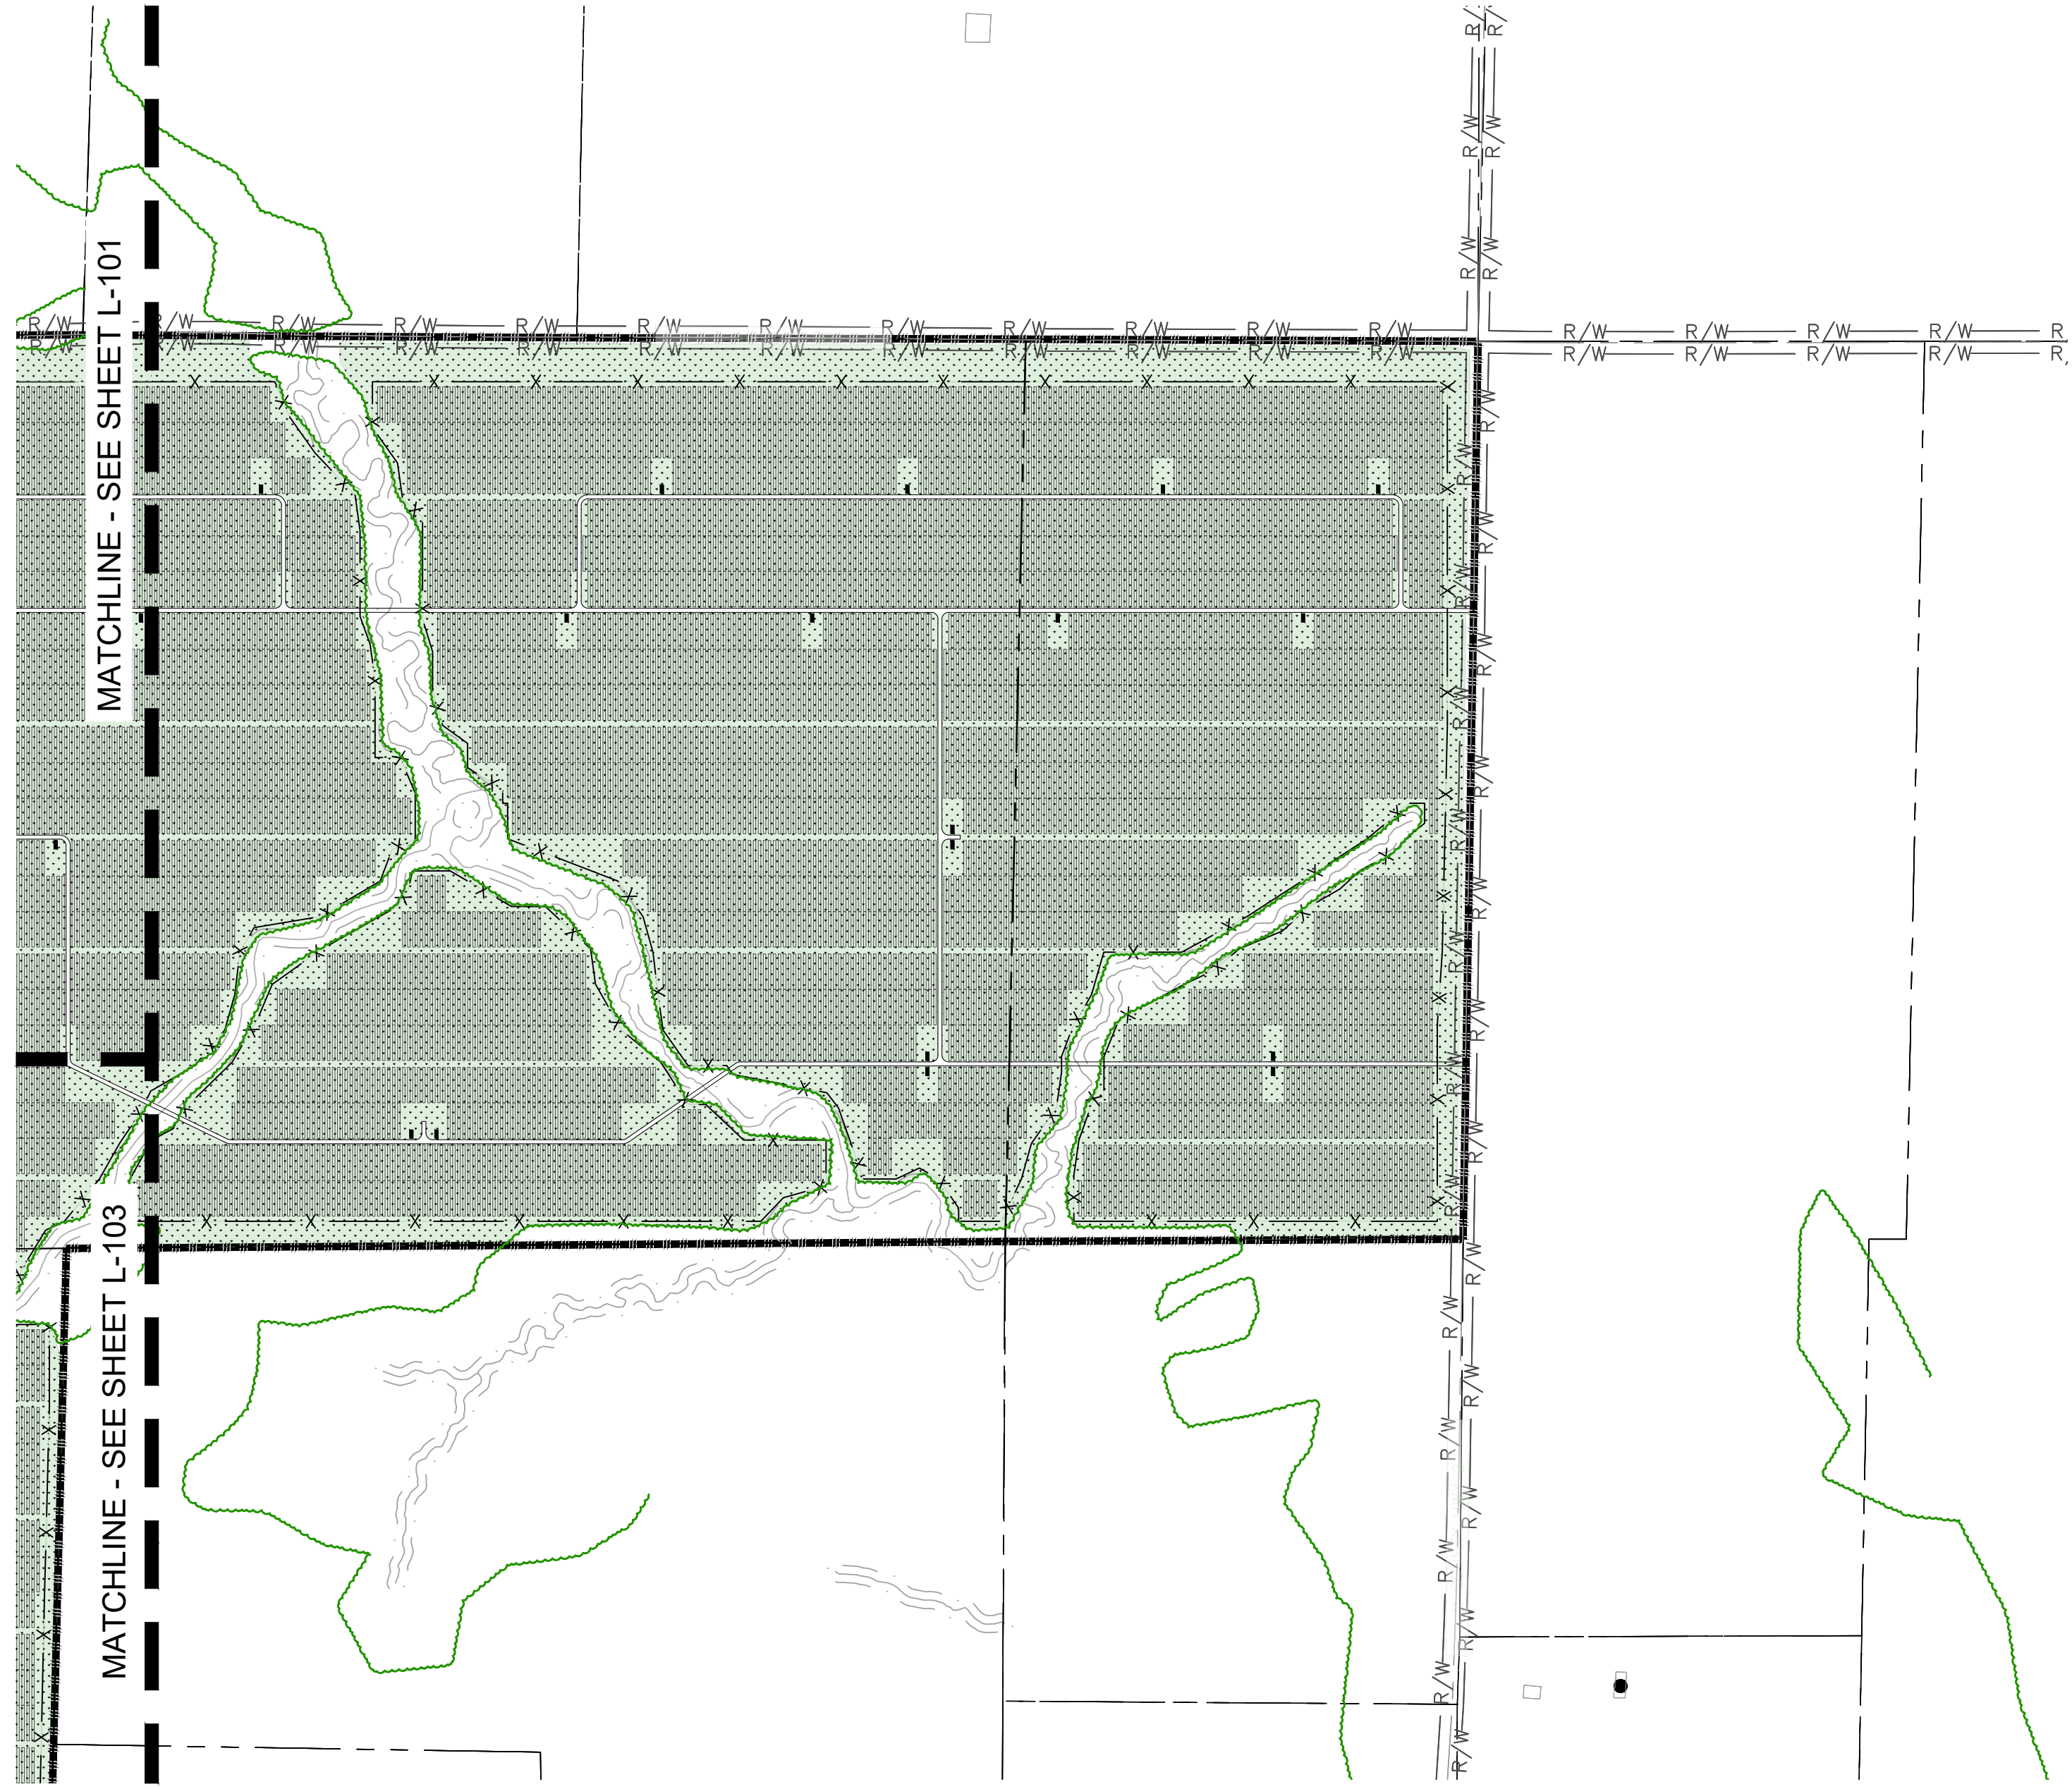 MATCHLINE - SEE SHEET L-101
MATCHLINE - SEE SHEET L-103
R/W R/W R/W R/W R/W R/W R/W R/W R/W R/W R/W R/W R/W R/W R/W R/W R
R/W R/W R/W R/W R/W R/W R/W R/W R/W R/W R/W R/W R/W R/W R/W R/W R
R/W R/W R/W
R/W R/W R/W
R/W R/W R/W R/W R/W R/W R/W R/W R/W R/W R/W R/W
R/W R/W R/W R/W R/W R/W R/W R/W R/W R/W R/W